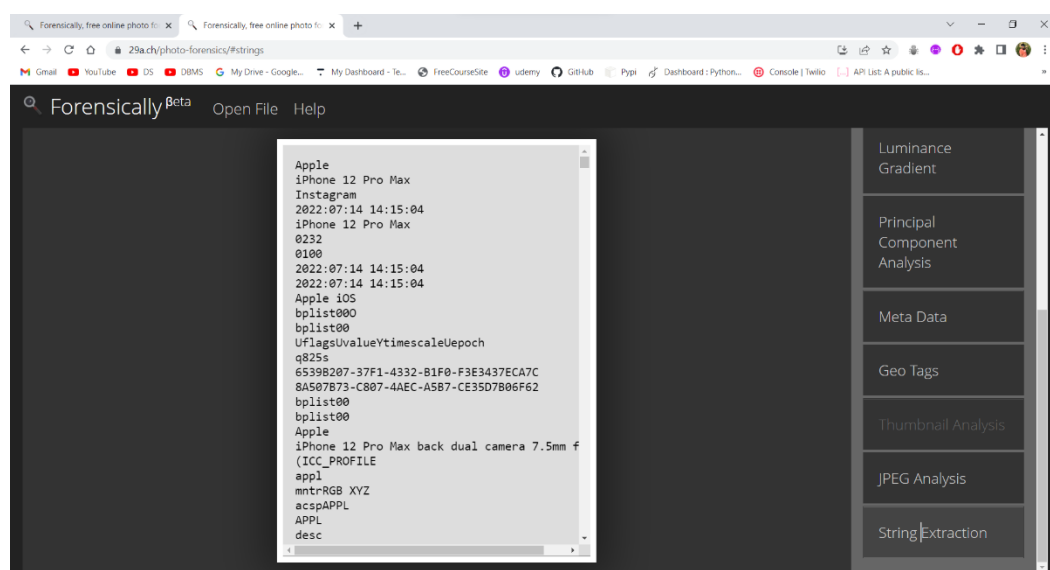 Forensically, free online photo fo
Forensically, free online photo fo
29a.ch/photo-forensics/#strings
Gmail
YouTube
DS
DBMS
My Drive - Google...
My Dashboard - Te...
FreeCourseSite
udemy
GitHub
Pypi
Dashboard : Python...
Console | Twilio
API List: A public lis...
»
Forensically Beta
Open File
Help
Apple
iPhone 12 Pro Max
Instagram
2022:07:14 14:15:04
iPhone 12 Pro Max
0232
0100
2022:07:14 14:15:04
2022:07:14 14:15:04
Apple iOS
bplist00O
bplist00
UflagsUvalueYtimescaleUepoch
q825s
6539B207-37F1-4332-B1F0-F3E3437ECA7C
8A507B73-C807-4AEC-A5B7-CE35D7B06F62
bplist00
bplist00
Apple
iPhone 12 Pro Max back dual camera 7.5mm f
(ICC_PROFILE
appl
mntrRGB XYZ
acspAPPL
APPL
desc
Luminance
Gradient
Principal
Component
Analysis
Meta Data
Geo Tags
Thumbnail Analysis
JPEG Analysis
String Extraction